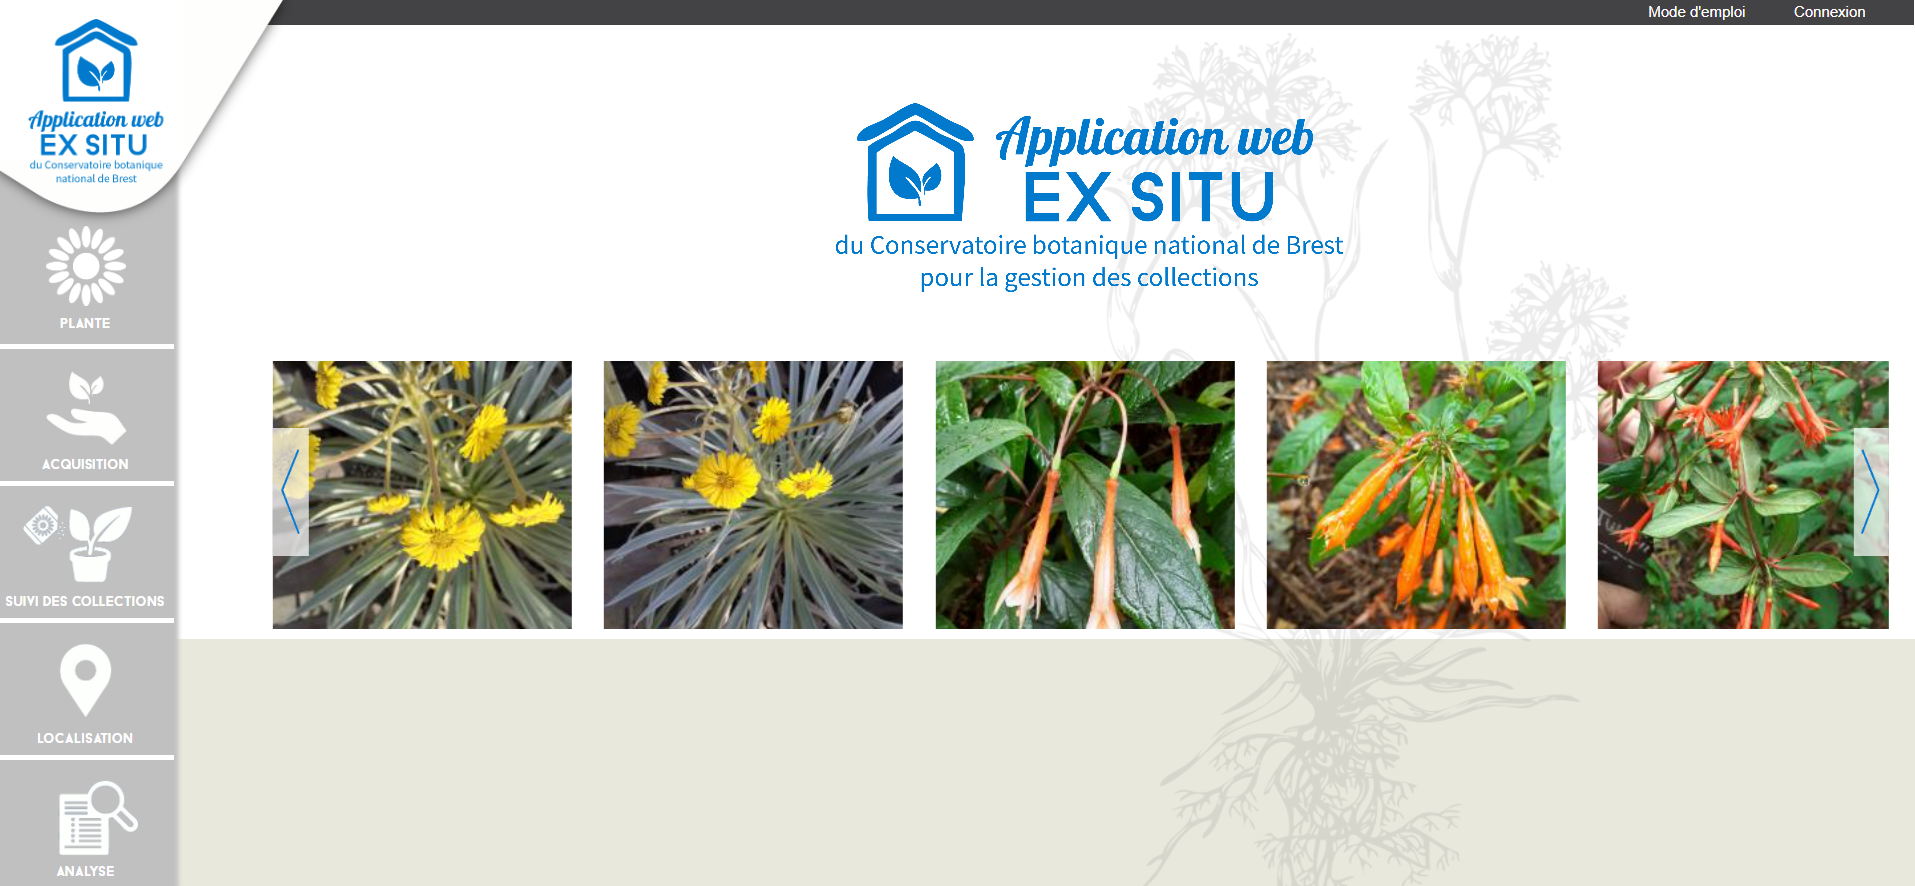 Mode d'emploi
Connexion
Application web
EX SITU
du Conservatoire botanique
national de Brest
Application web
EX SITU
du Conservatoire botanique national de Brest
pour la gestion des collections
PLANTE
ACQUISITION
SUIVI DES COLLECTIONS
LOCALISATION
ANALYSE